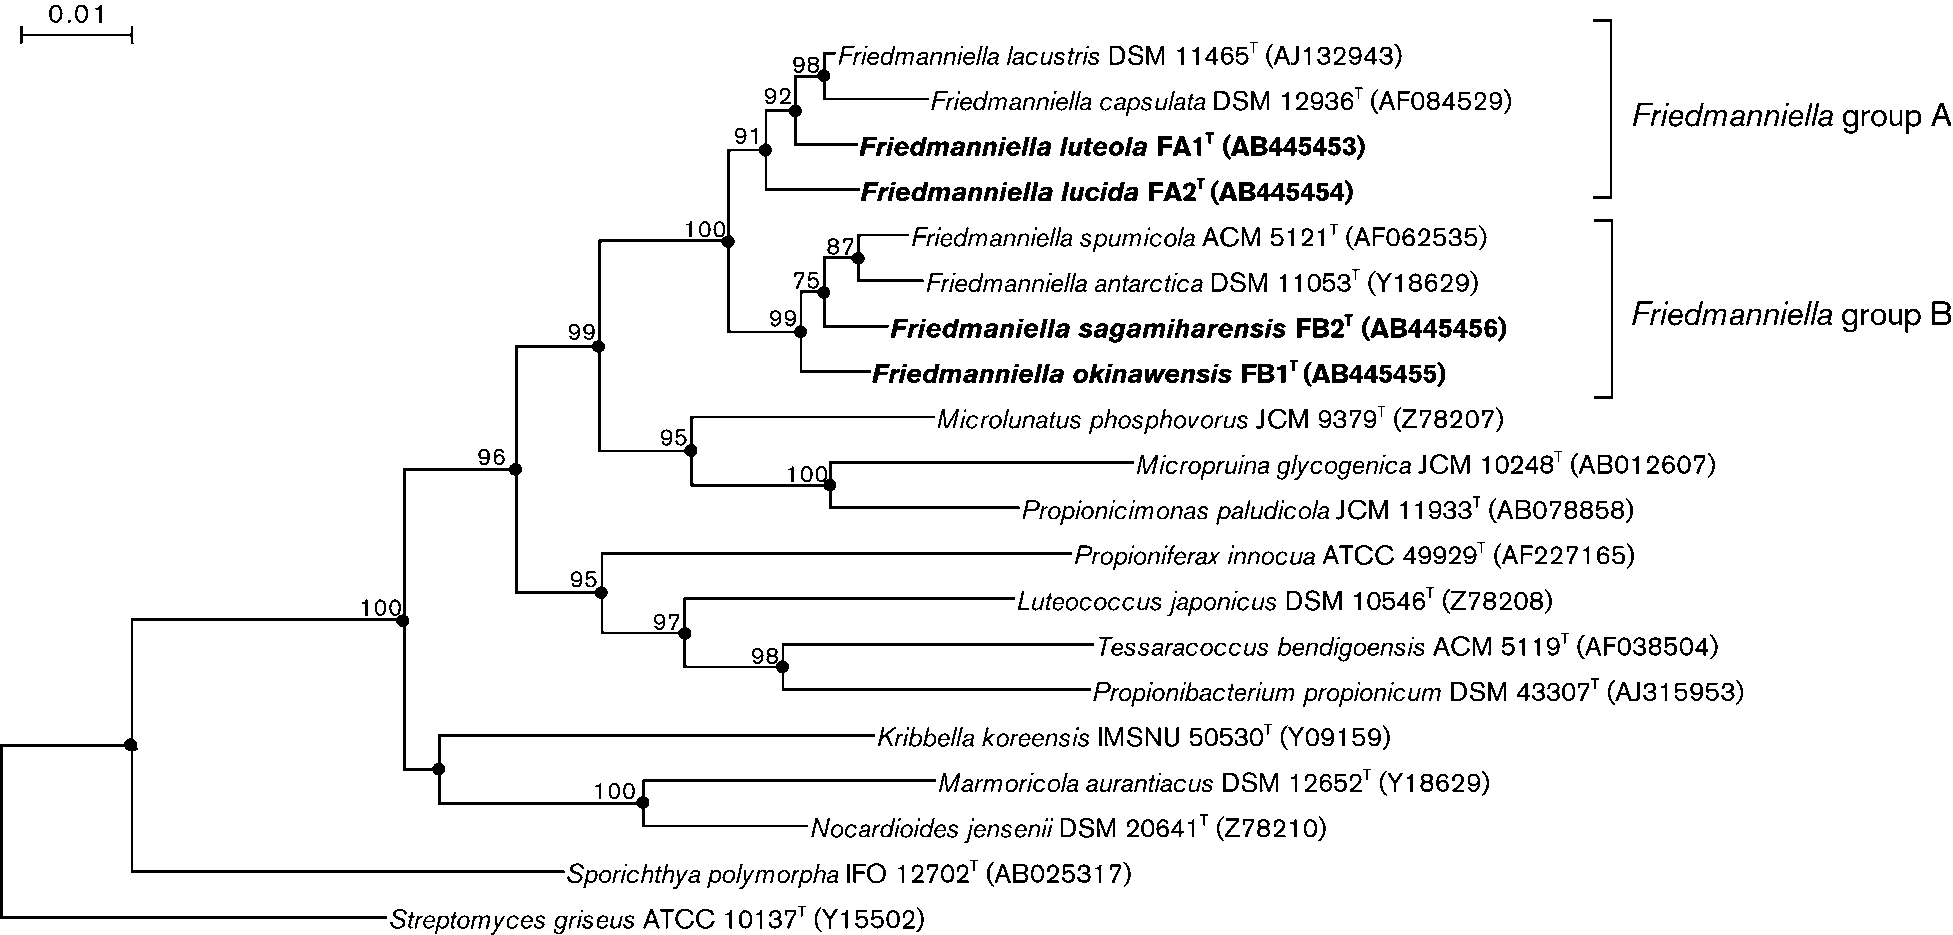 0.01
Friedmanniella lacustris DSM 11465T (AJ132943)
98
92
Friedmanniella capsulata DSM 12936T (AF084529)
Friedmanniella group A
91
Friedmanniella luteola FA1T (AB445453)
Friedmanniella lucida FA2T (AB445454)
100
Friedmanniella spumicola ACM 5121T (AF062535)
87
75
Friedmanniella antarctica DSM 11053T (Y18629)
Friedmanniella group B
99
Friedmaniella sagamiharensis FB2T (AB445456)
99
Friedmanniella okinawensis FB1T (AB445455)
Microlunatus phosphovorus JCM 9379T (Z78207)
95
96
Micropruina glycogenica JCM 10248T (AB012607)
100
Propionicimonas paludicola JCM 11933T (AB078858)
Propioniferax innocua ATCC 49929T (AF227165)
95
Luteococcus japonicus DSM 10546T (Z78208)
100
97
Tessaracoccus bendigoensis ACM 5119T (AF038504)
98
Propionibacterium propionicum DSM 43307T (AJ315953)
Kribbella koreensis IMSNU 50530T (Y09159)
Marmoricola aurantiacus DSM 12652T (Y18629)
100
Nocardioides jensenii DSM 20641T (Z78210)
Sporichthya polymorpha IFO 12702T (AB025317)
Streptomyces griseus ATCC 10137T (Y15502)